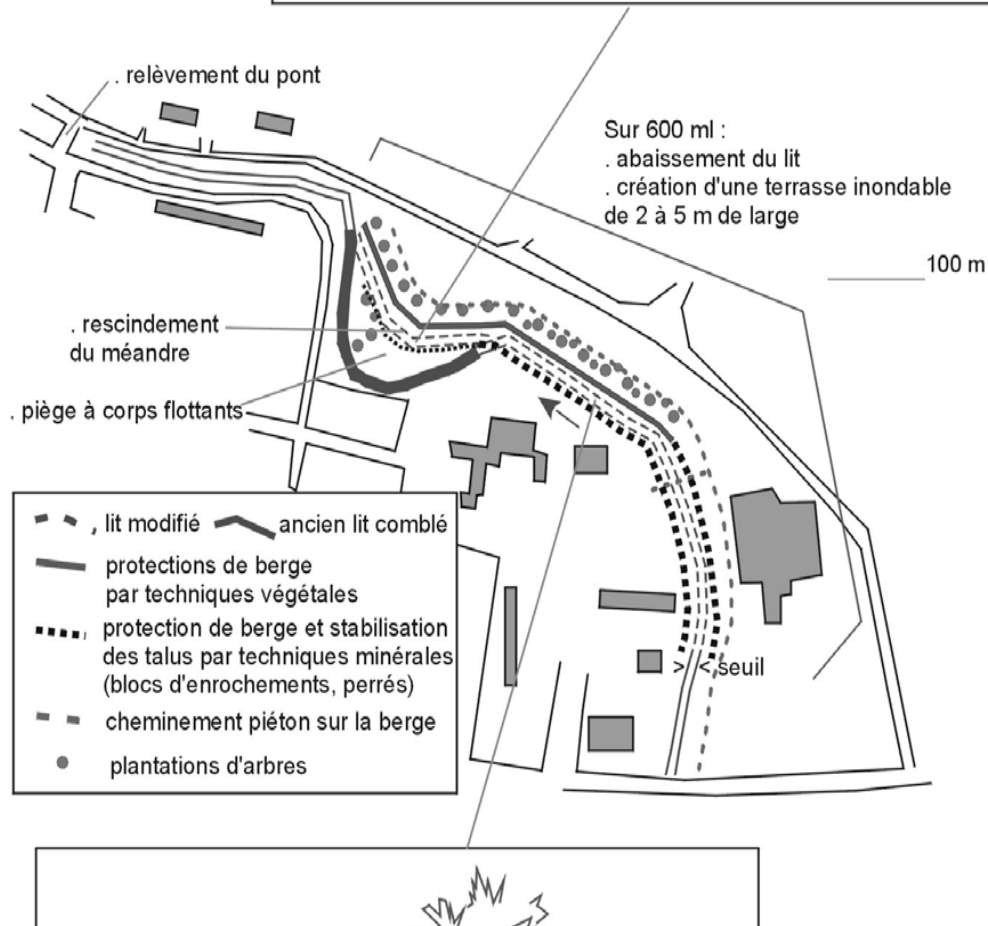 . relèvement du pont
Sur 600 ml :
. abaissement du lit
. création d'une terrasse inondable
de 2 à 5 m de large
100 m
. rescindement
du méandre
. piège à corps flottants
lit modifié
ancien lit comblé
protections de berge
par techniques végétales
protection de berge et stabilisation
des talus par techniques minérales
(blocs d'enrochements, perrés)
cheminement piéton sur la berge
plantations d'arbres
> < seuil